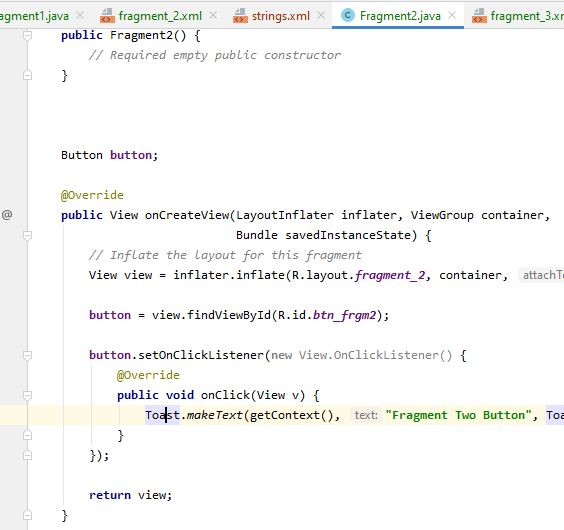 agment1.java × fragment_2.xml × strings.xml × Fragment2.java × fragment_3.x
public Fragment2() {
// Required empty public constructor
}
Button button;
@Override
@ public View onCreateView(LayoutInflater inflater, ViewGroup container,
Bundle savedInstanceState) {
// Inflate the layout for this fragment
View view = inflater.inflate(R.layout.fragment_2, container, attachTo
button = view.findViewById(R.id.btn_frgm2);
button.setOnClickListener(new View.OnClickListener() {
@Override
public void onClick(View v) {
Toast.makeText(getContext(), text: "Fragment Two Button", Toa
}
});
return view;
}